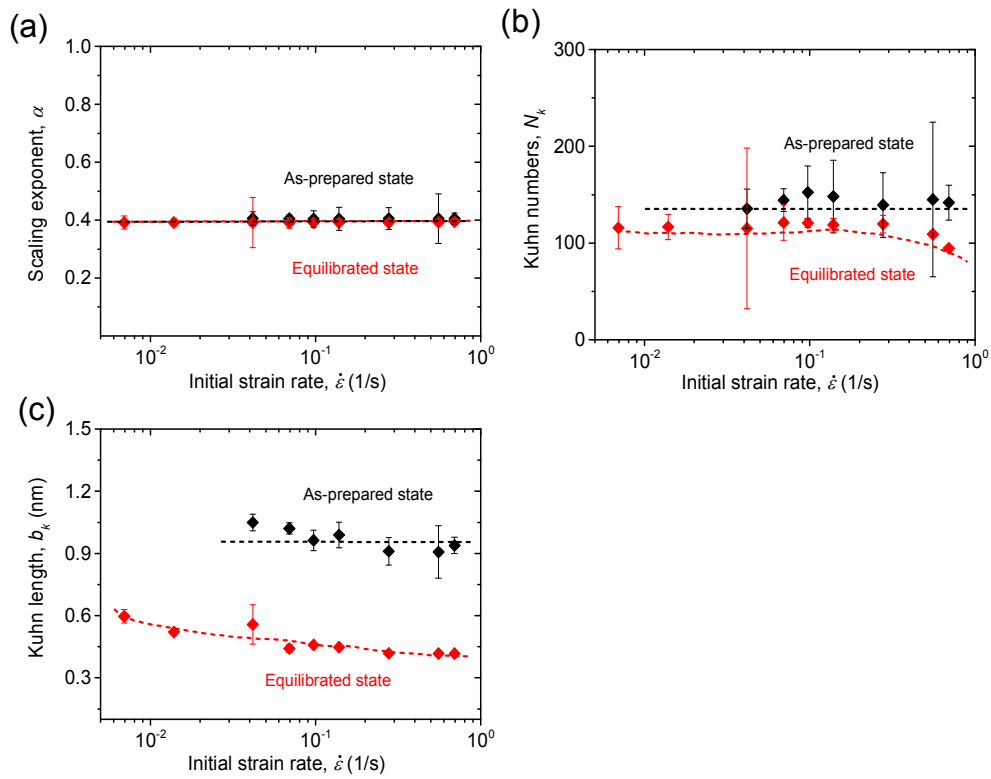 (a)
1.0
0.8
0.6
0.4
0.2
Scaling exponent, α
As-prepared state
Equilibrated state
10⁻² 10⁻¹ 10⁰
Initial strain rate, ε̇ (1/s)
(b)
300
200
100
0
Kuhn numbers, Nₖ
As-prepared state
Equilibrated state
10⁻² 10⁻¹ 10⁰
Initial strain rate, ε̇ (1/s)
(c)
1.5
1.2
0.9
0.6
0.3
Kuhn length, bₖ (nm)
As-prepared state
Equilibrated state
10⁻² 10⁻¹ 10⁰
Initial strain rate, ε̇ (1/s)